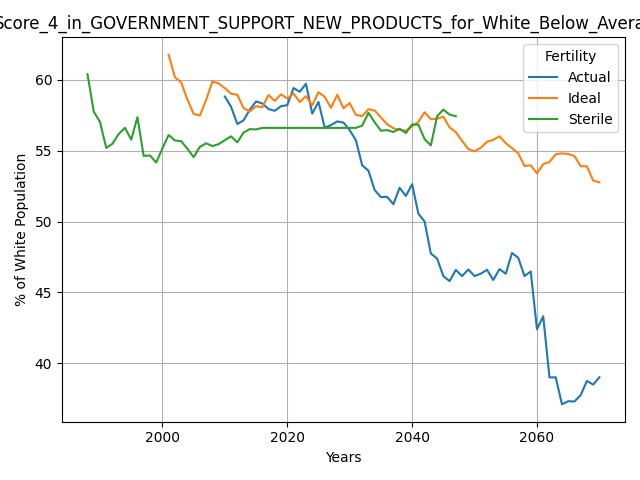 Score_4_in_GOVERNMENT_SUPPORT_NEW_PRODUCTS_for_White_Below_Avera
Fertility
Actual
Ideal
Sterile
% of White Population
60
55
50
45
40
2000
2020
2040
2060
Years